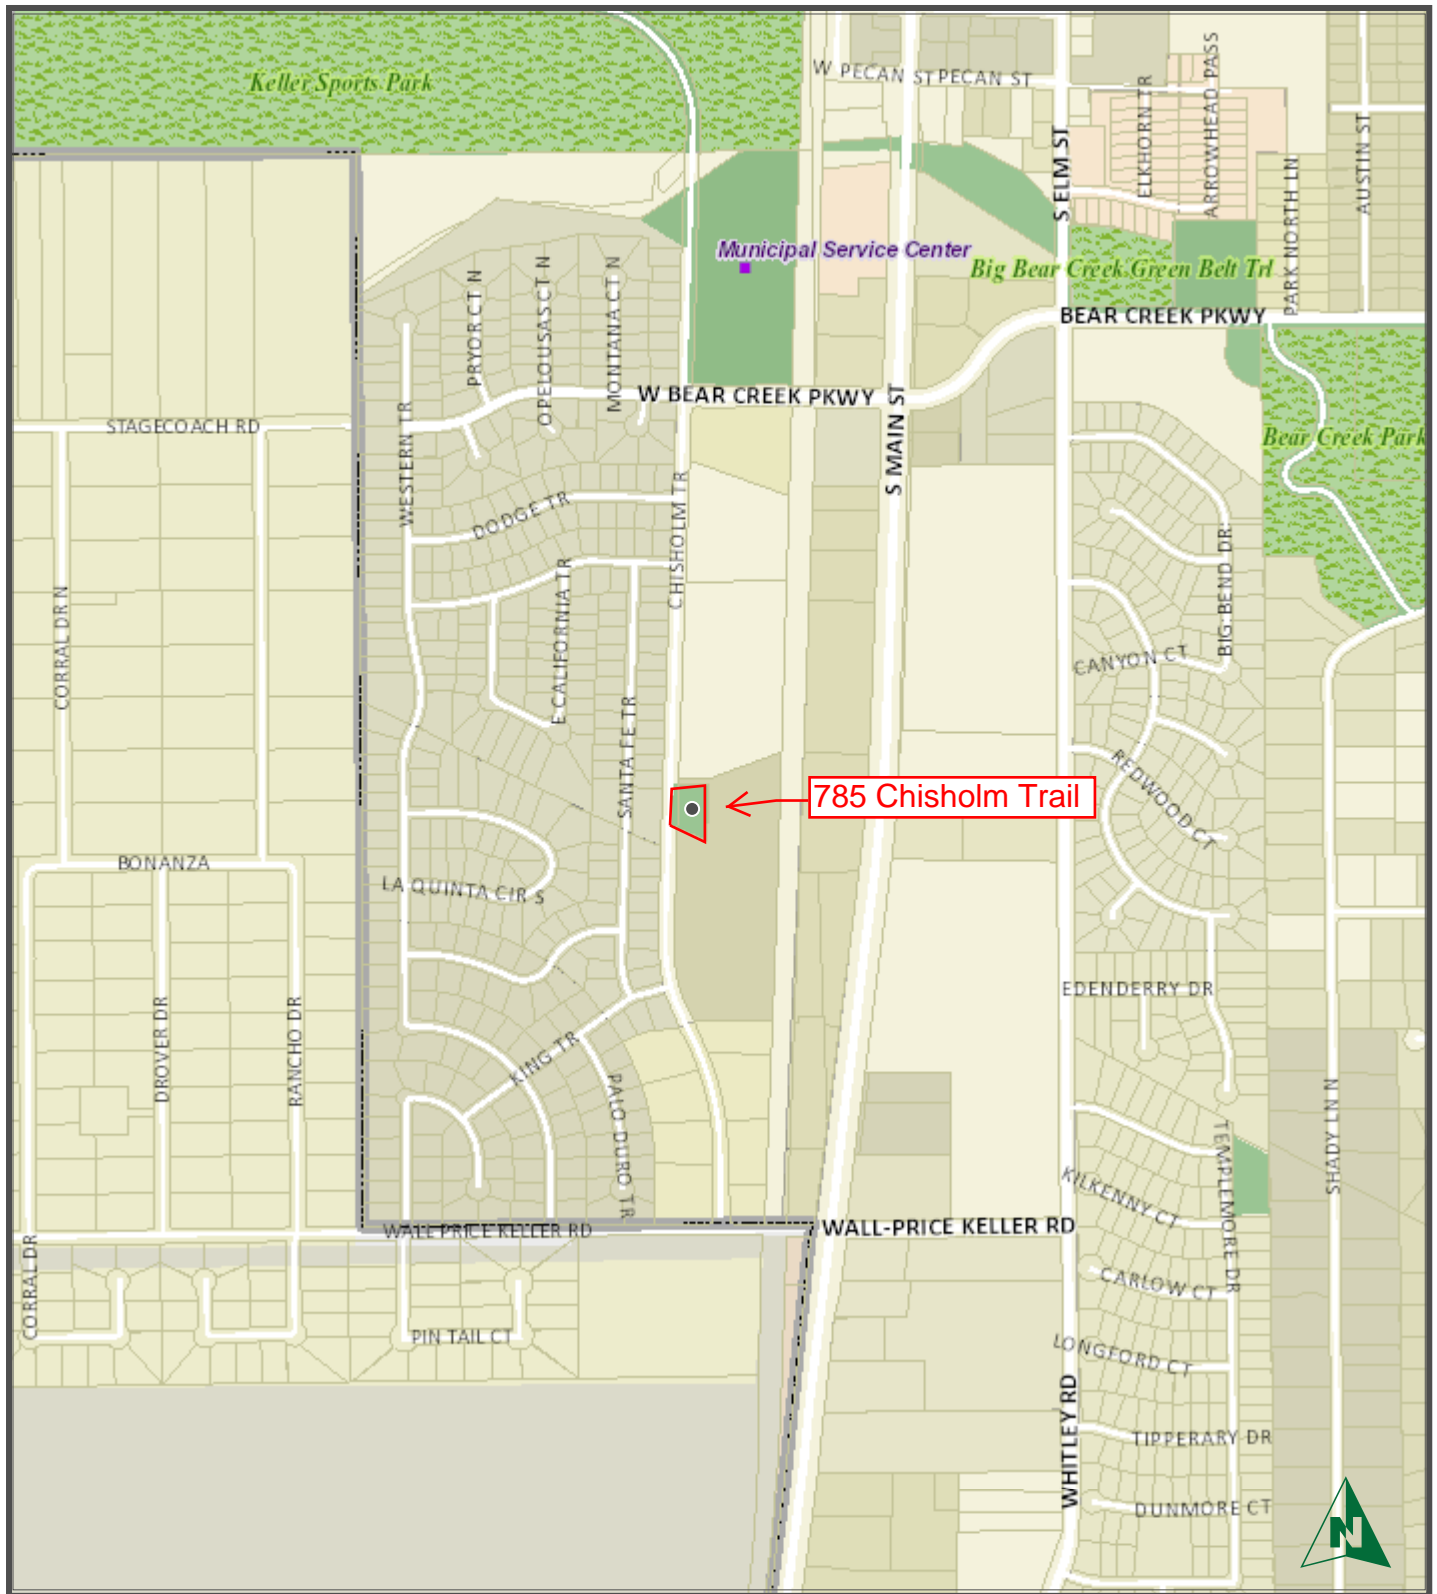 W PECAN ST
PECAN ST
Keller Sports Park
ELKHORN TR
ARROWHEAD PASS
S ELM ST
AUSTIN ST
PARK NORTH LN
Municipal Service Center
Big Bear Creek Green Belt Trl
BEAR CREEK PKWY
PRYOR CT N
OPELOUSAS CT N
MONTANA CT N
W BEAR CREEK PKWY
STAGECOACH RD
WESTERN TR
S MAIN ST
Bear Creek Park
DODGE TR
CHISHOLM TR
BIG BEND DR
E CALIFORNIA TR
CORRAL DR N
CANYON CT
SANTA FE TR
785 Chisholm Trail
REDWOOD CT
BONANZA
LA QUINTA CIR S
EDENDERRY DR
DROVER DR
RANCHO DR
KING TR
PALO DURO TR
SHADY LN N
TEMPLEMORE DR
KILKENNY CT
WALL PRICE KELLER RD
WALL-PRICE KELLER RD
CORRAL DR
CARLOW CT
PIN TAIL CT
LONGFORD CT
WHITLEY RD
TIPPERARY DR
DUNMORE CT
N